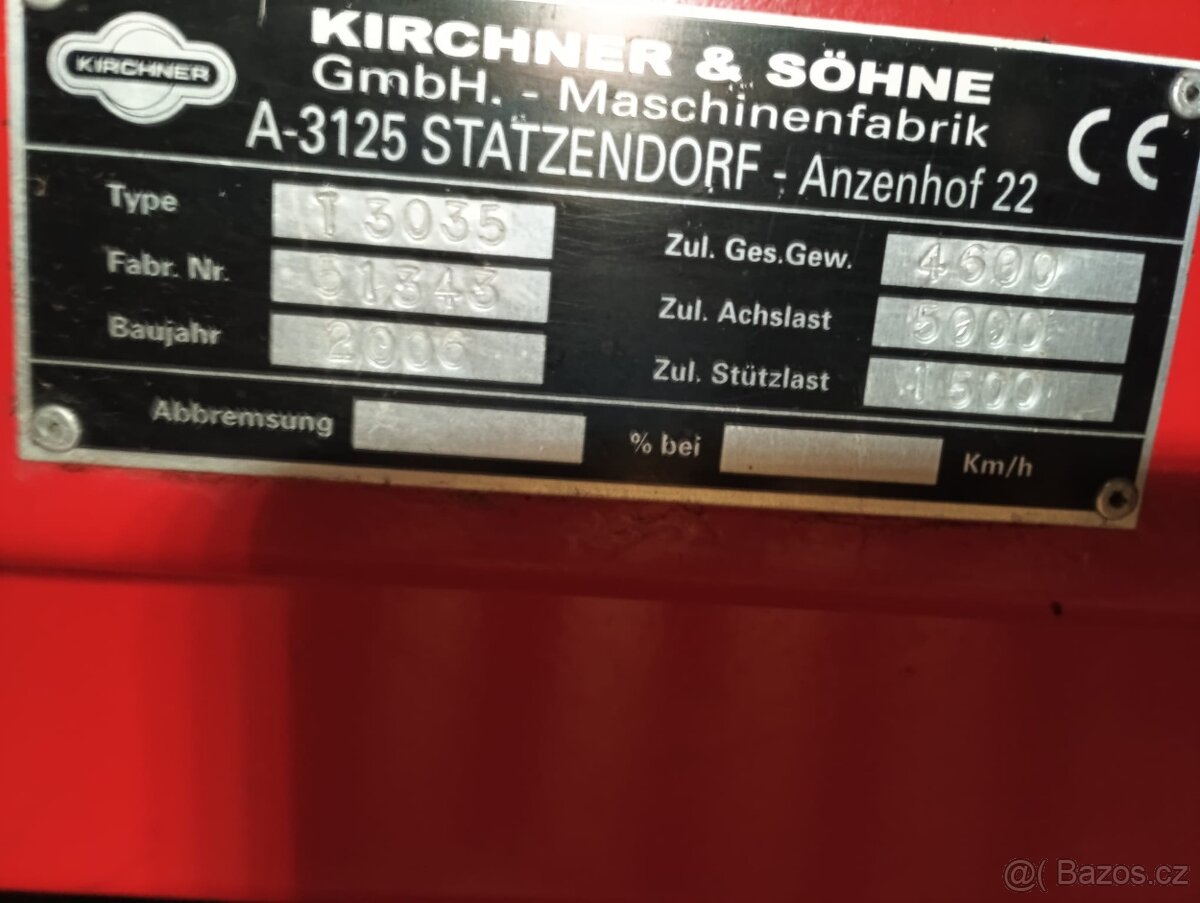 KIRCHNER
KIRCHNER & SÖHNE
GmbH. - Maschinenfabrik
A-3125 STATZENDORF - Anzenhof 22
CE
Type T 3035
Fabr. Nr. 51343
Baujahr 2006
Zul. Ges.Gew. 4600
Zul. Achslast 5000
Zul. Stützlast 1500
Abbremsung % bei Km/h
@( Bazos.cz